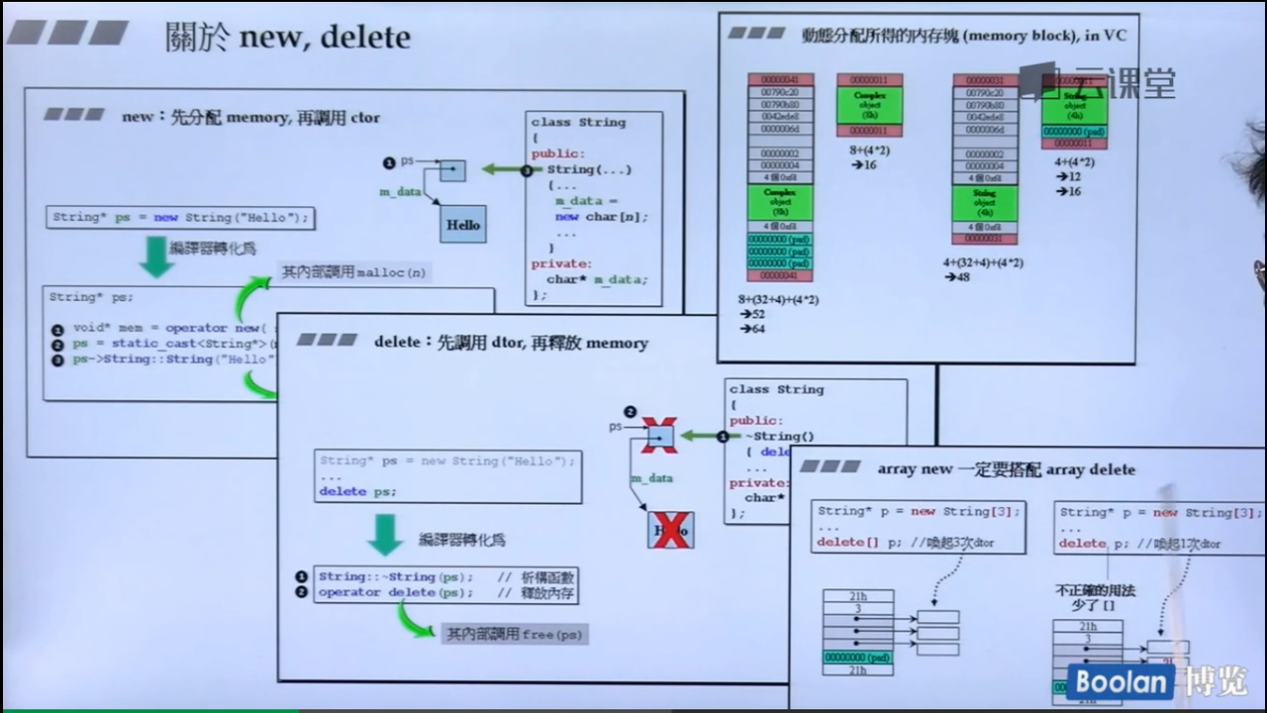 關於 new, delete
new：先分配 memory, 再調用 ctor
String* ps = new String("Hello");
編譯器轉化為
其內部調用 malloc(n)
String* ps;
❶ void* mem = operator new(
❷ ps = static_cast<String*>(
❸ ps->String::String("Hello"
❶ ps
m_data
Hello
❸
class String
{
public:
String(...)
{...
m_data =
new char[n];
...
}
private:
char* m_data;
};
delete：先調用 dtor, 再釋放 memory
String* ps = new String("Hello");
...
delete ps;
編譯器轉化為
❶ String::~String(ps); // 析構函數
❷ operator delete(ps); // 釋放內存
其內部調用 free(ps)
❷
ps
m_data
❶
class String
{
public:
~String()
{ dele
...
private:
char*
};
動態分配所得的內存塊 (memory block), in VC
00000041
00790c20
00790b80
0042ede8
0000006d
00000002
00000004
4個0xfd
Complex
object
(8h)
4個0xfd
00000000 (pad)
00000000 (pad)
00000000 (pad)
00000041
8+(32+4)+(4*2)
➔52
➔64
00000011
Complex
object
(8h)
00000011
8+(4*2)
➔16
00000031
00790c20
00790b80
0042ede8
0000006d
00000002
00000004
4個0xfd
String
object
(4h)
4個0xfd
00000031
4+(32+4)+(4*2)
➔48
00000011
String
object
(4h)
00000000 (pad)
00000011
4+(4*2)
➔12
➔16
云课堂
array new 一定要搭配 array delete
String* p = new String[3];
...
delete[] p; //喚起3次dtor
21h
3
00000000 (pad)
21h
String* p = new String[3];
...
delete p; //喚起1次dtor
不正確的用法
少了 []
21h
3
21h
Boolan 博览